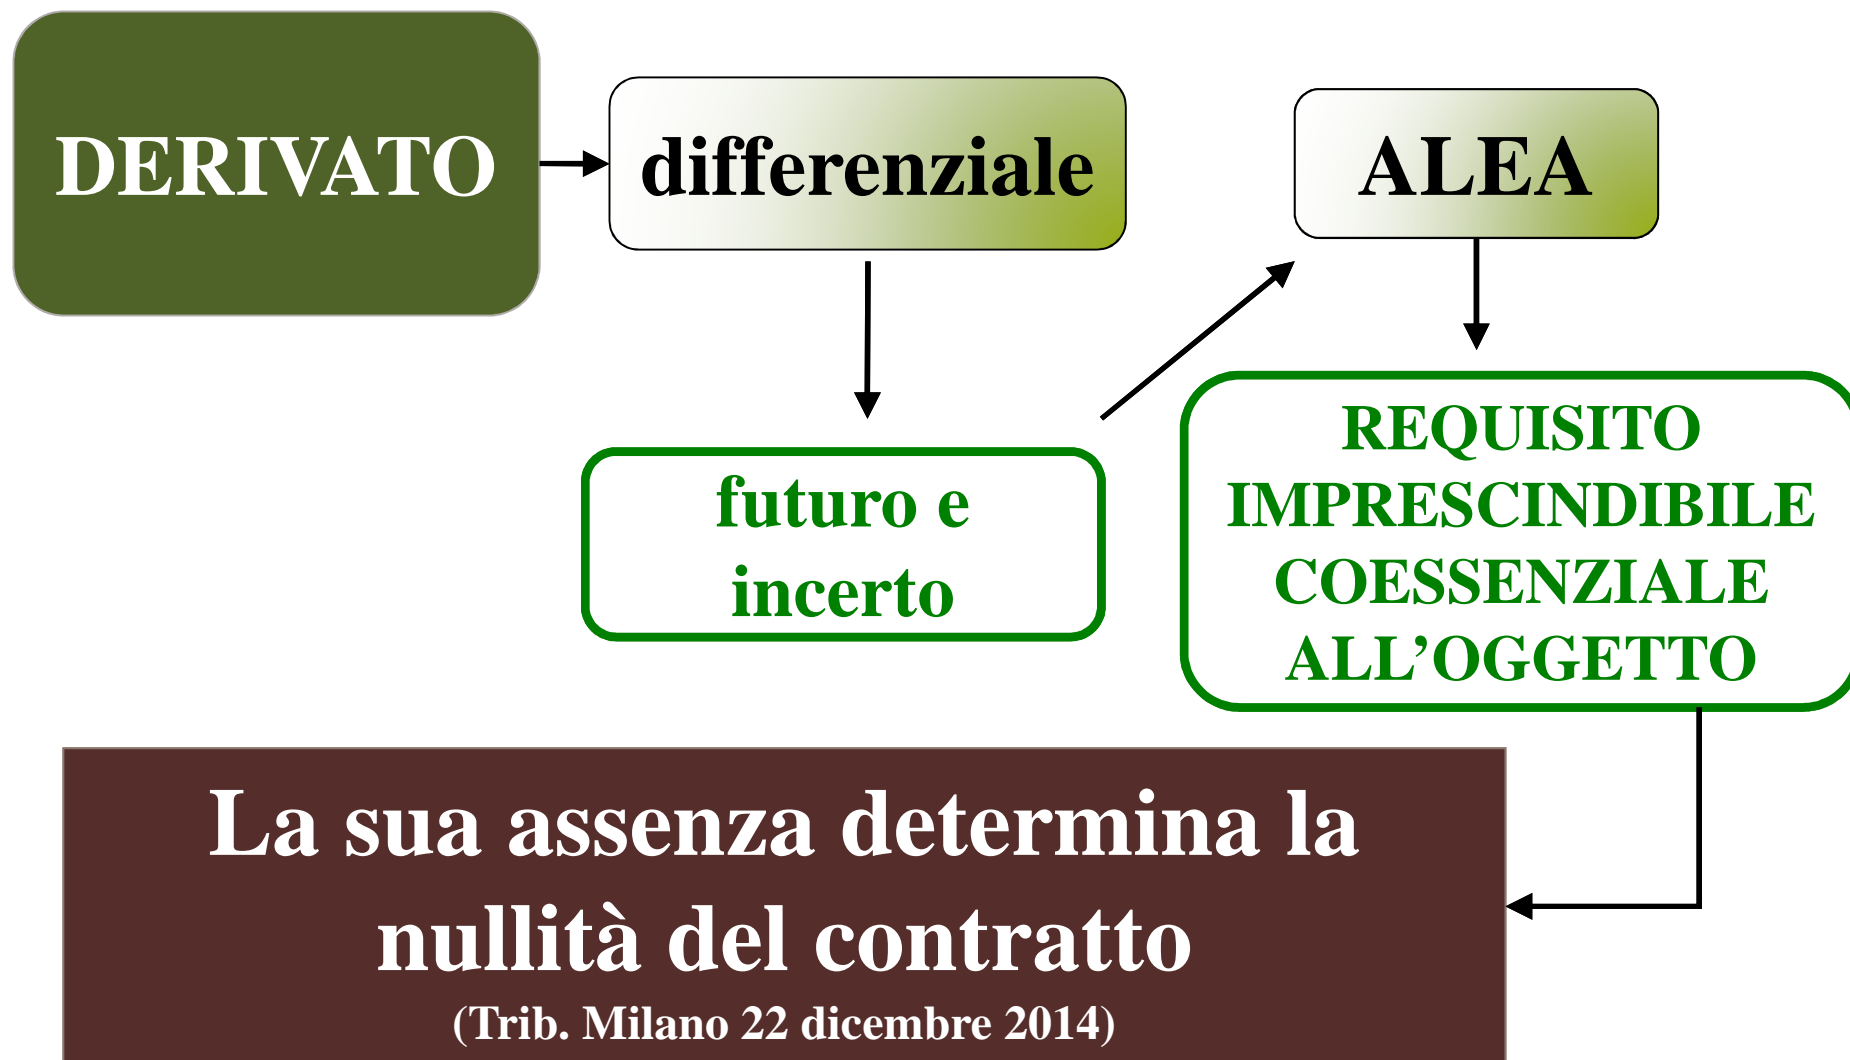 DERIVATO
differenziale
ALEA
futuro e
incerto
REQUISITO
IMPRESCINDIBILE
COESSENZIALE
ALL’OGGETTO
La sua assenza determina la
nullità del contratto
(Trib. Milano 22 dicembre 2014)